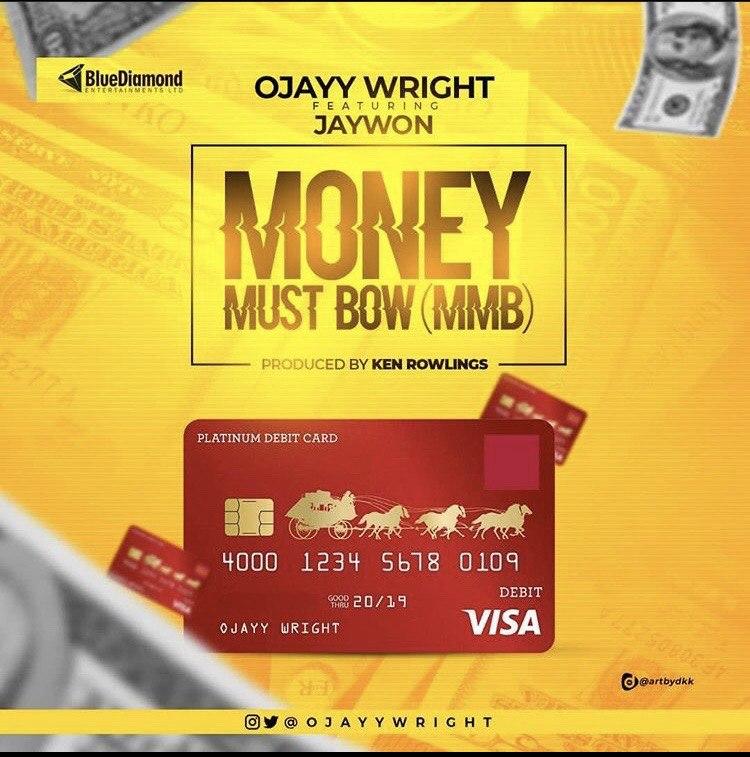 BlueDiamond
ENTERTAINMENTS LTD
OJAYY WRIGHT
FEATURING
JAYWON
MONEY
MUST BOW (MMB)
PRODUCED BY KEN ROWLINGS
PLATINUM DEBIT CARD
4000 1234 5678 0109
GOOD
THRU 20/19
DEBIT
OJAYY WRIGHT
VISA
@artbydkk
@OJAYYWRIGHT